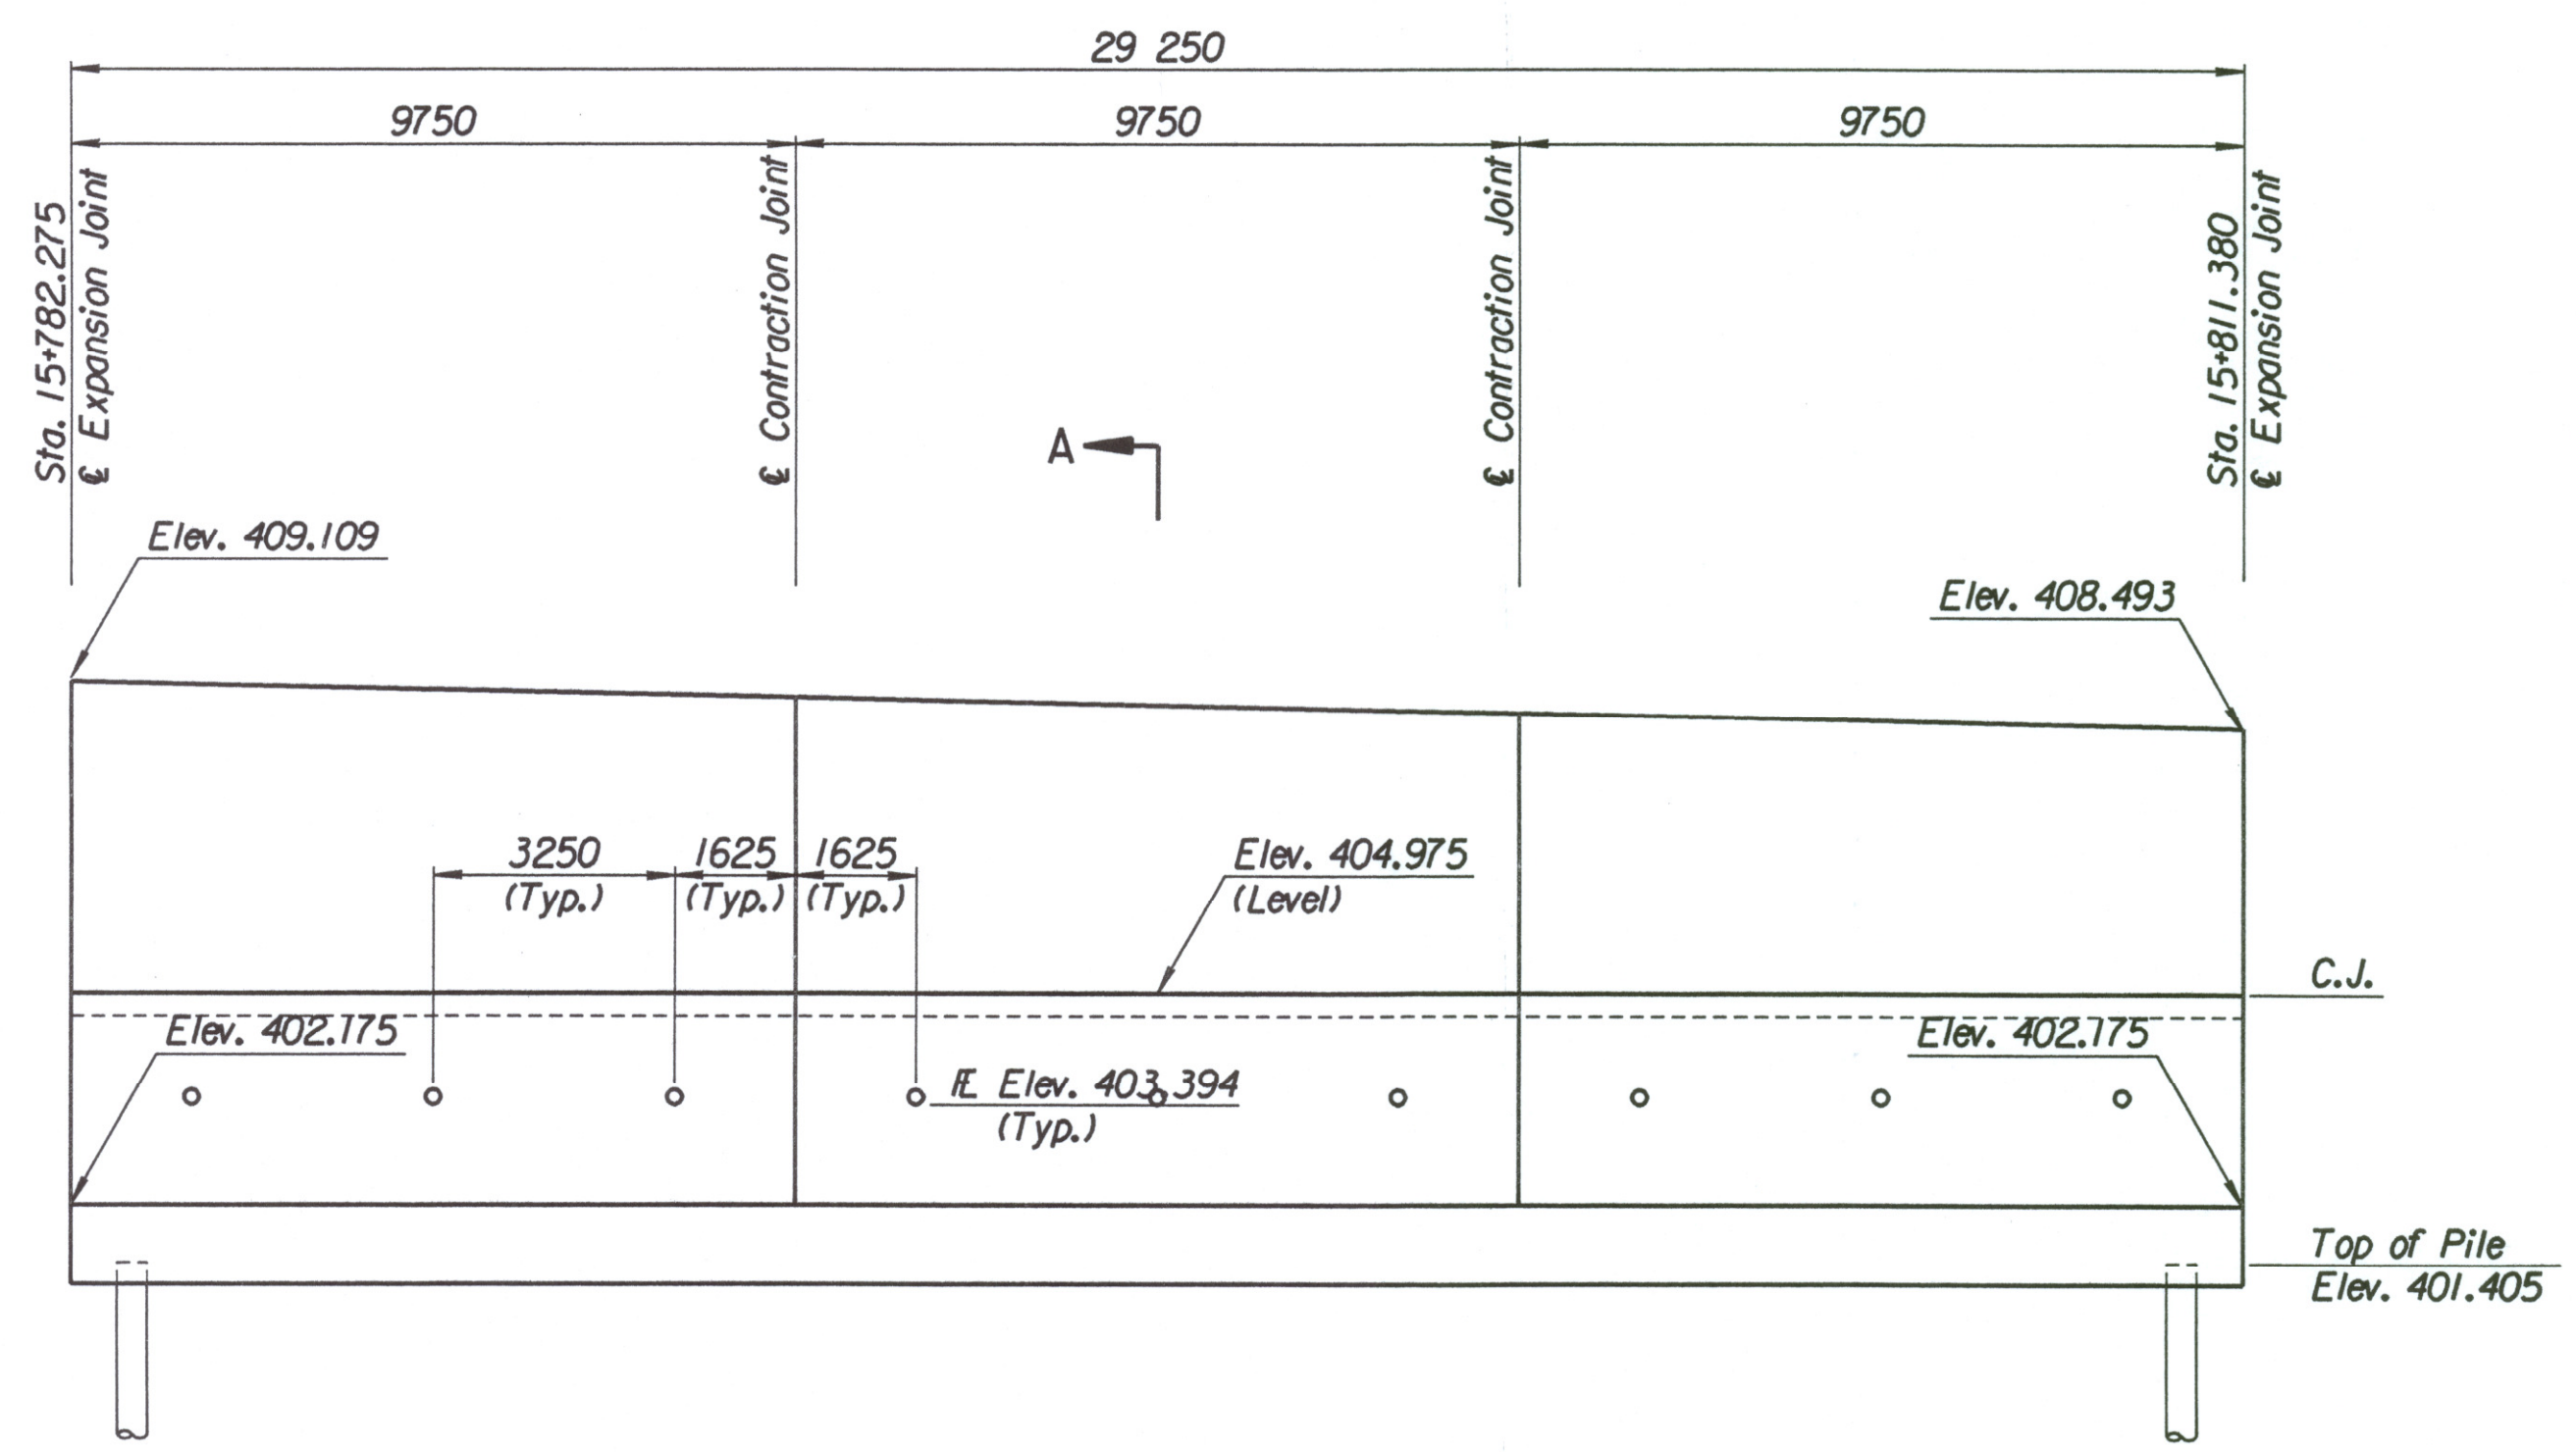 29 250
9750
9750
9750
Sta. 15+782.275
℄ Expansion Joint
℄ Contraction Joint
℄ Contraction Joint
Sta. 15+811.380
℄ Expansion Joint
A
Elev. 409.109
Elev. 408.493
3250
(Typ.)
1625
(Typ.)
1625
(Typ.)
Elev. 404.975
(Level)
C.J.
Elev. 402.175
Elev. 402.175
Elev. 403.394
(Typ.)
Top of Pile
Elev. 401.405